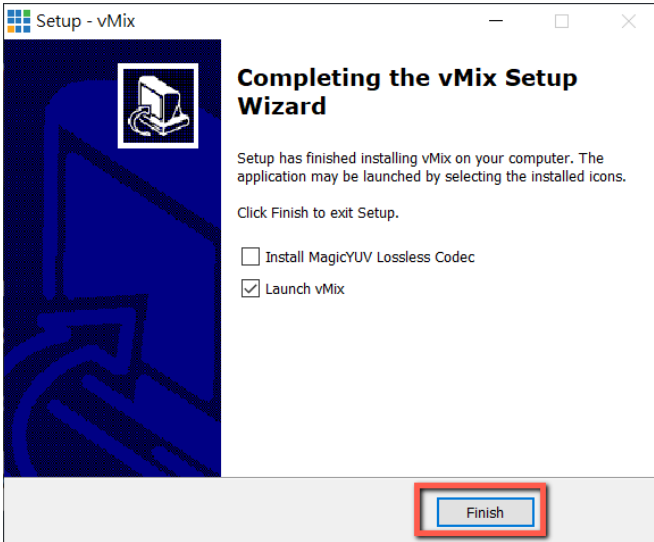 Setup - vMix
Completing the vMix Setup
Wizard
Setup has finished installing vMix on your computer. The
application may be launched by selecting the installed icons.
Click Finish to exit Setup.
Install MagicYUV Lossless Codec
Launch vMix
Finish